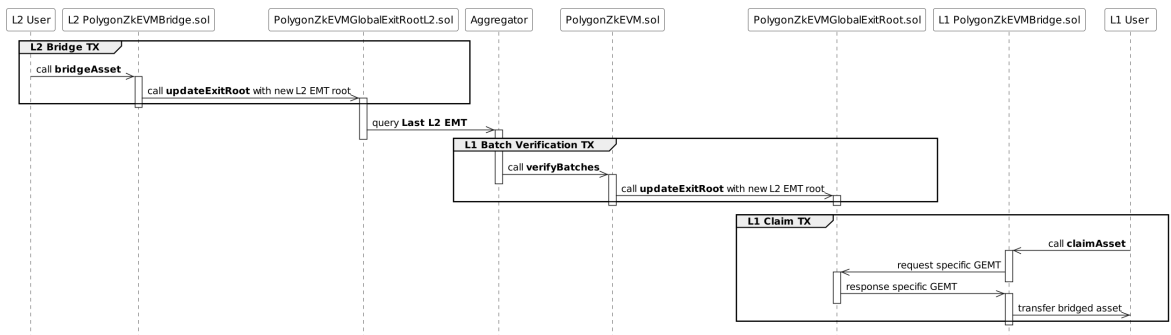 L2 User
L2 PolygonZkEVMBridge.sol
PolygonZkEVMGlobalExitRootL2.sol
Aggregator
PolygonZkEVM.sol
PolygonZkEVMGlobalExitRoot.sol
L1 PolygonZkEVMBridge.sol
L1 User
L2 Bridge TX
call bridgeAsset
call updateExitRoot with new L2 EMT root
query Last L2 EMT
L1 Batch Verification TX
call verifyBatches
call updateExitRoot with new L2 EMT root
L1 Claim TX
call claimAsset
request specific GEMT
response specific GEMT
transfer bridged asset